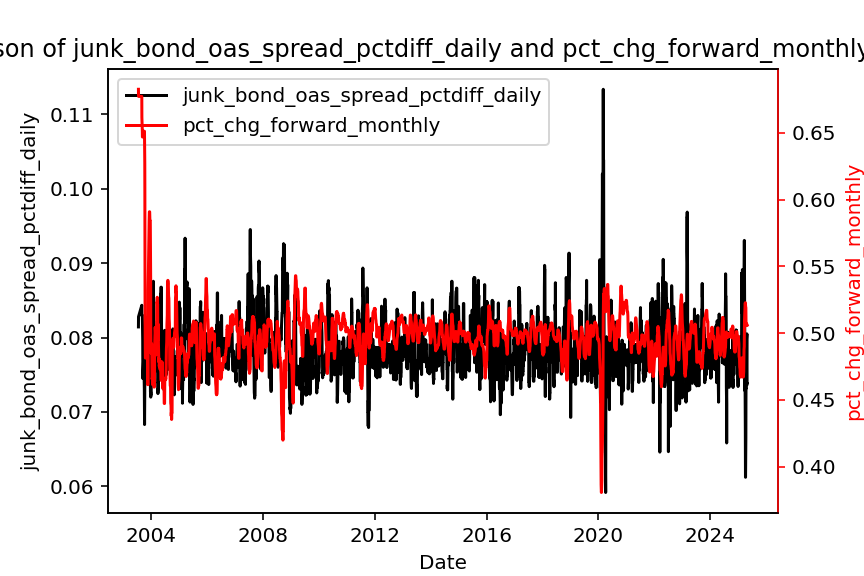 son of junk_bond_oas_spread_pctdiff_daily and pct_chg_forward_monthly
junk_bond_oas_spread_pctdiff_daily
pct_chg_forward_monthly
junk_bond_oas_spread_pctdiff_daily
0.11
0.10
0.09
0.08
0.07
0.06
0.65
0.60
0.55
0.50
0.45
0.40
pct_chg_forward_monthly
2004 2008 2012 2016 2020 2024
Date